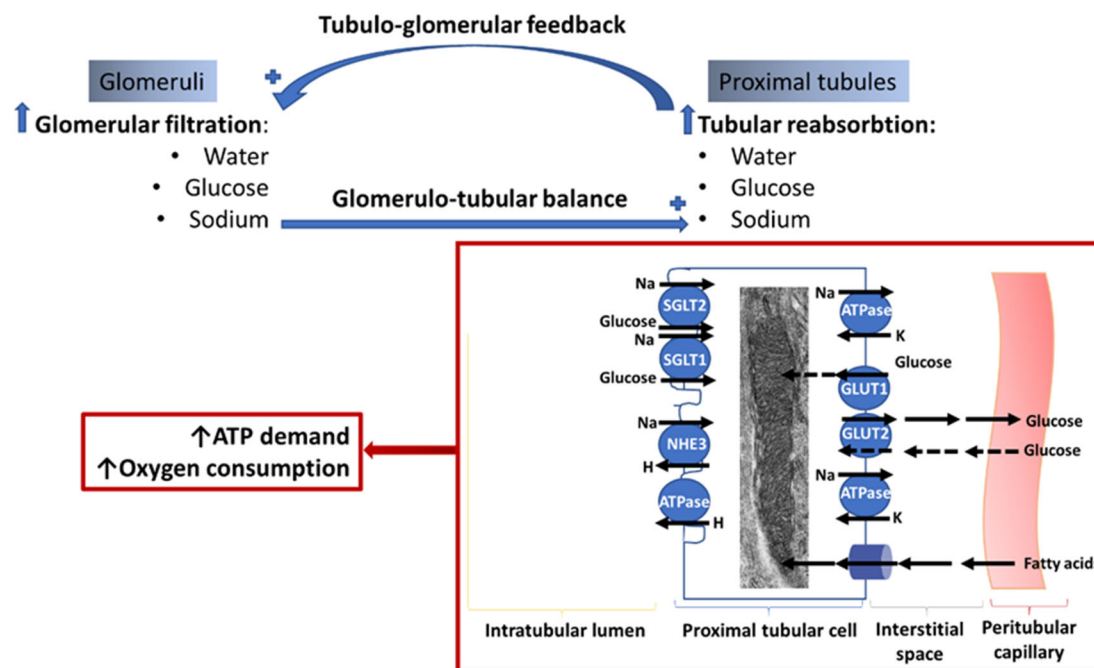 Tubulo-glomerular feedback
Glomeruli
Proximal tubules
Glomerular filtration:
• Water
• Glucose
• Sodium
Tubular reabsorbtion:
• Water
• Glucose
• Sodium
Glomerulo-tubular balance
↑ATP demand
↑Oxygen consumption
Na
SGLT2
Glucose
Na
SGLT1
Glucose
Na
NHE3
H
ATPase
H
Na
ATPase
K
Glucose
GLUT1
GLUT2
Glucose
Glucose
Na
ATPase
K
Fatty acids
Intratubular lumen
Proximal tubular cell
Interstitial
space
Peritubular
capillary